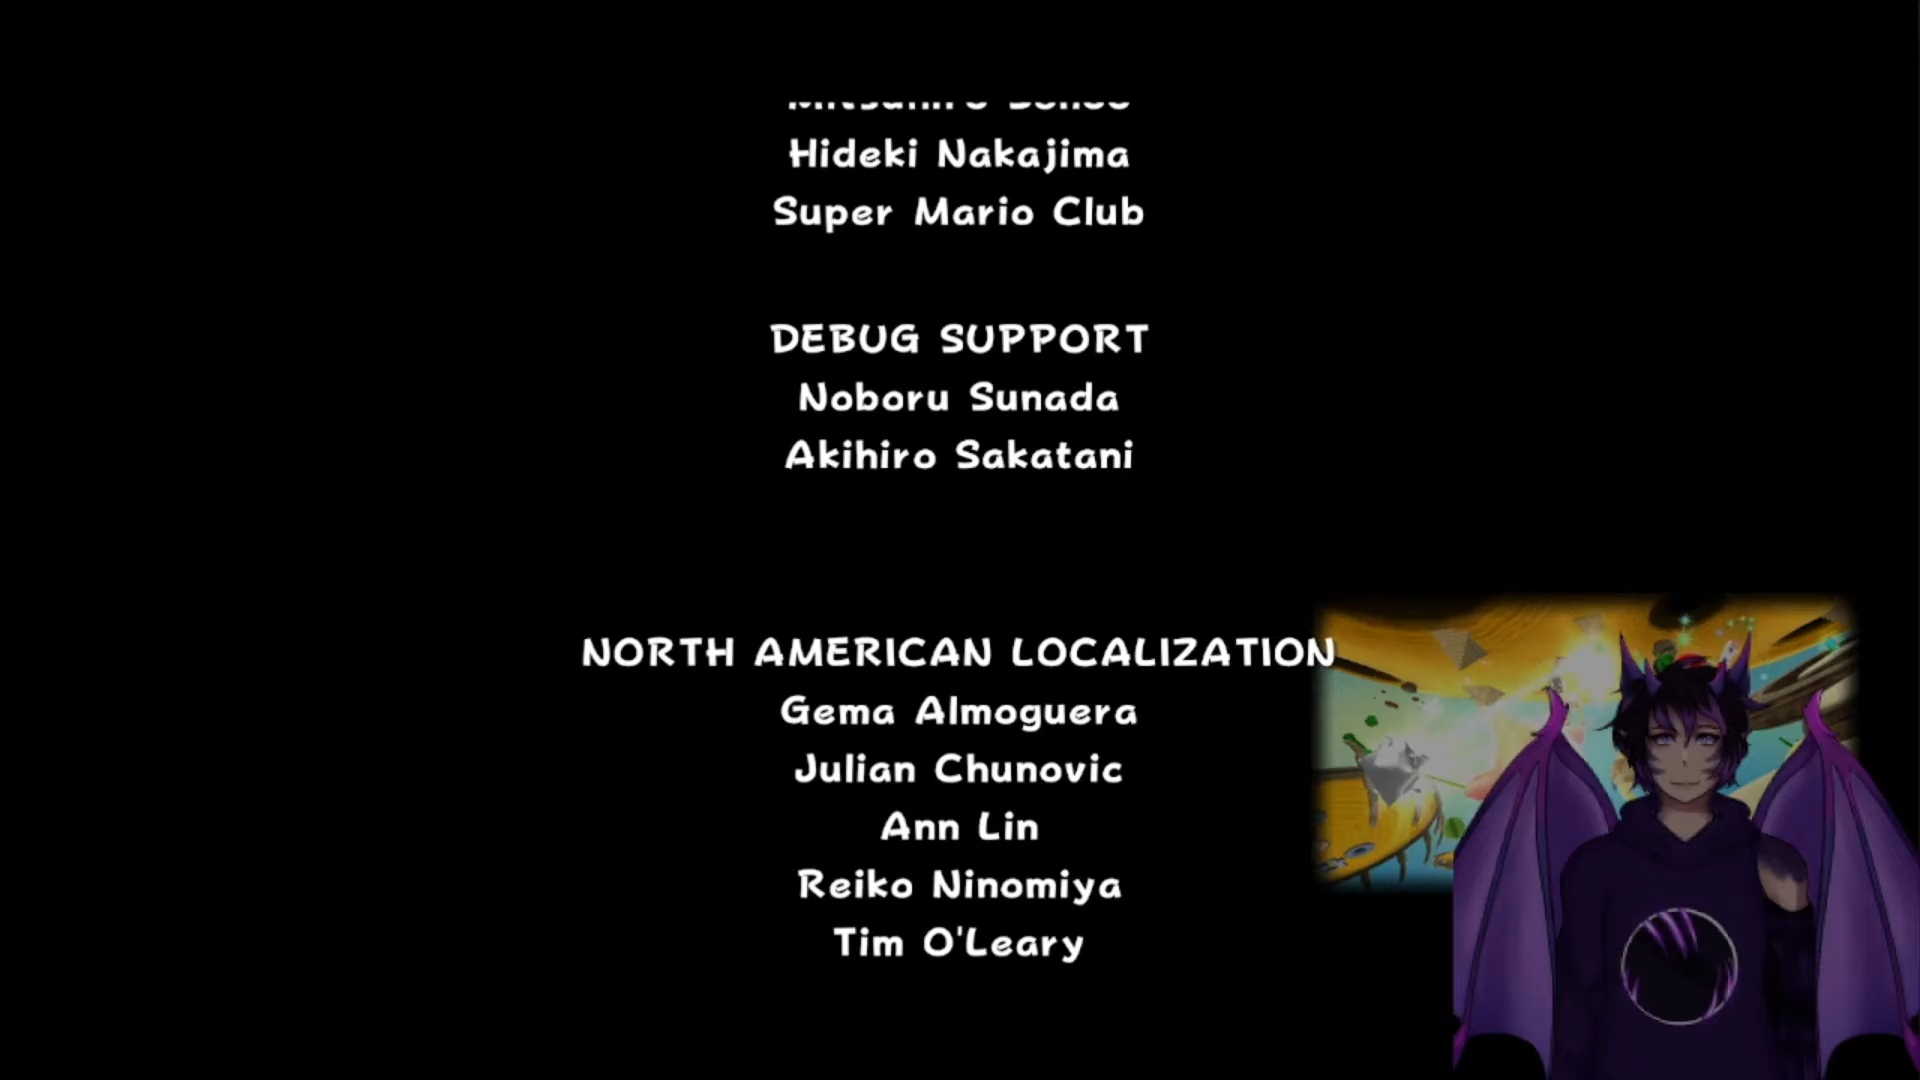 Hideki Nakajima
Super Mario Club
DEBUG SUPPORT
Noboru Sunada
Akihiro Sakatani
NORTH AMERICAN LOCALIZATION
Gema Almoguera
Julian Chunovic
Ann Lin
Reiko Ninomiya
Tim O'Leary